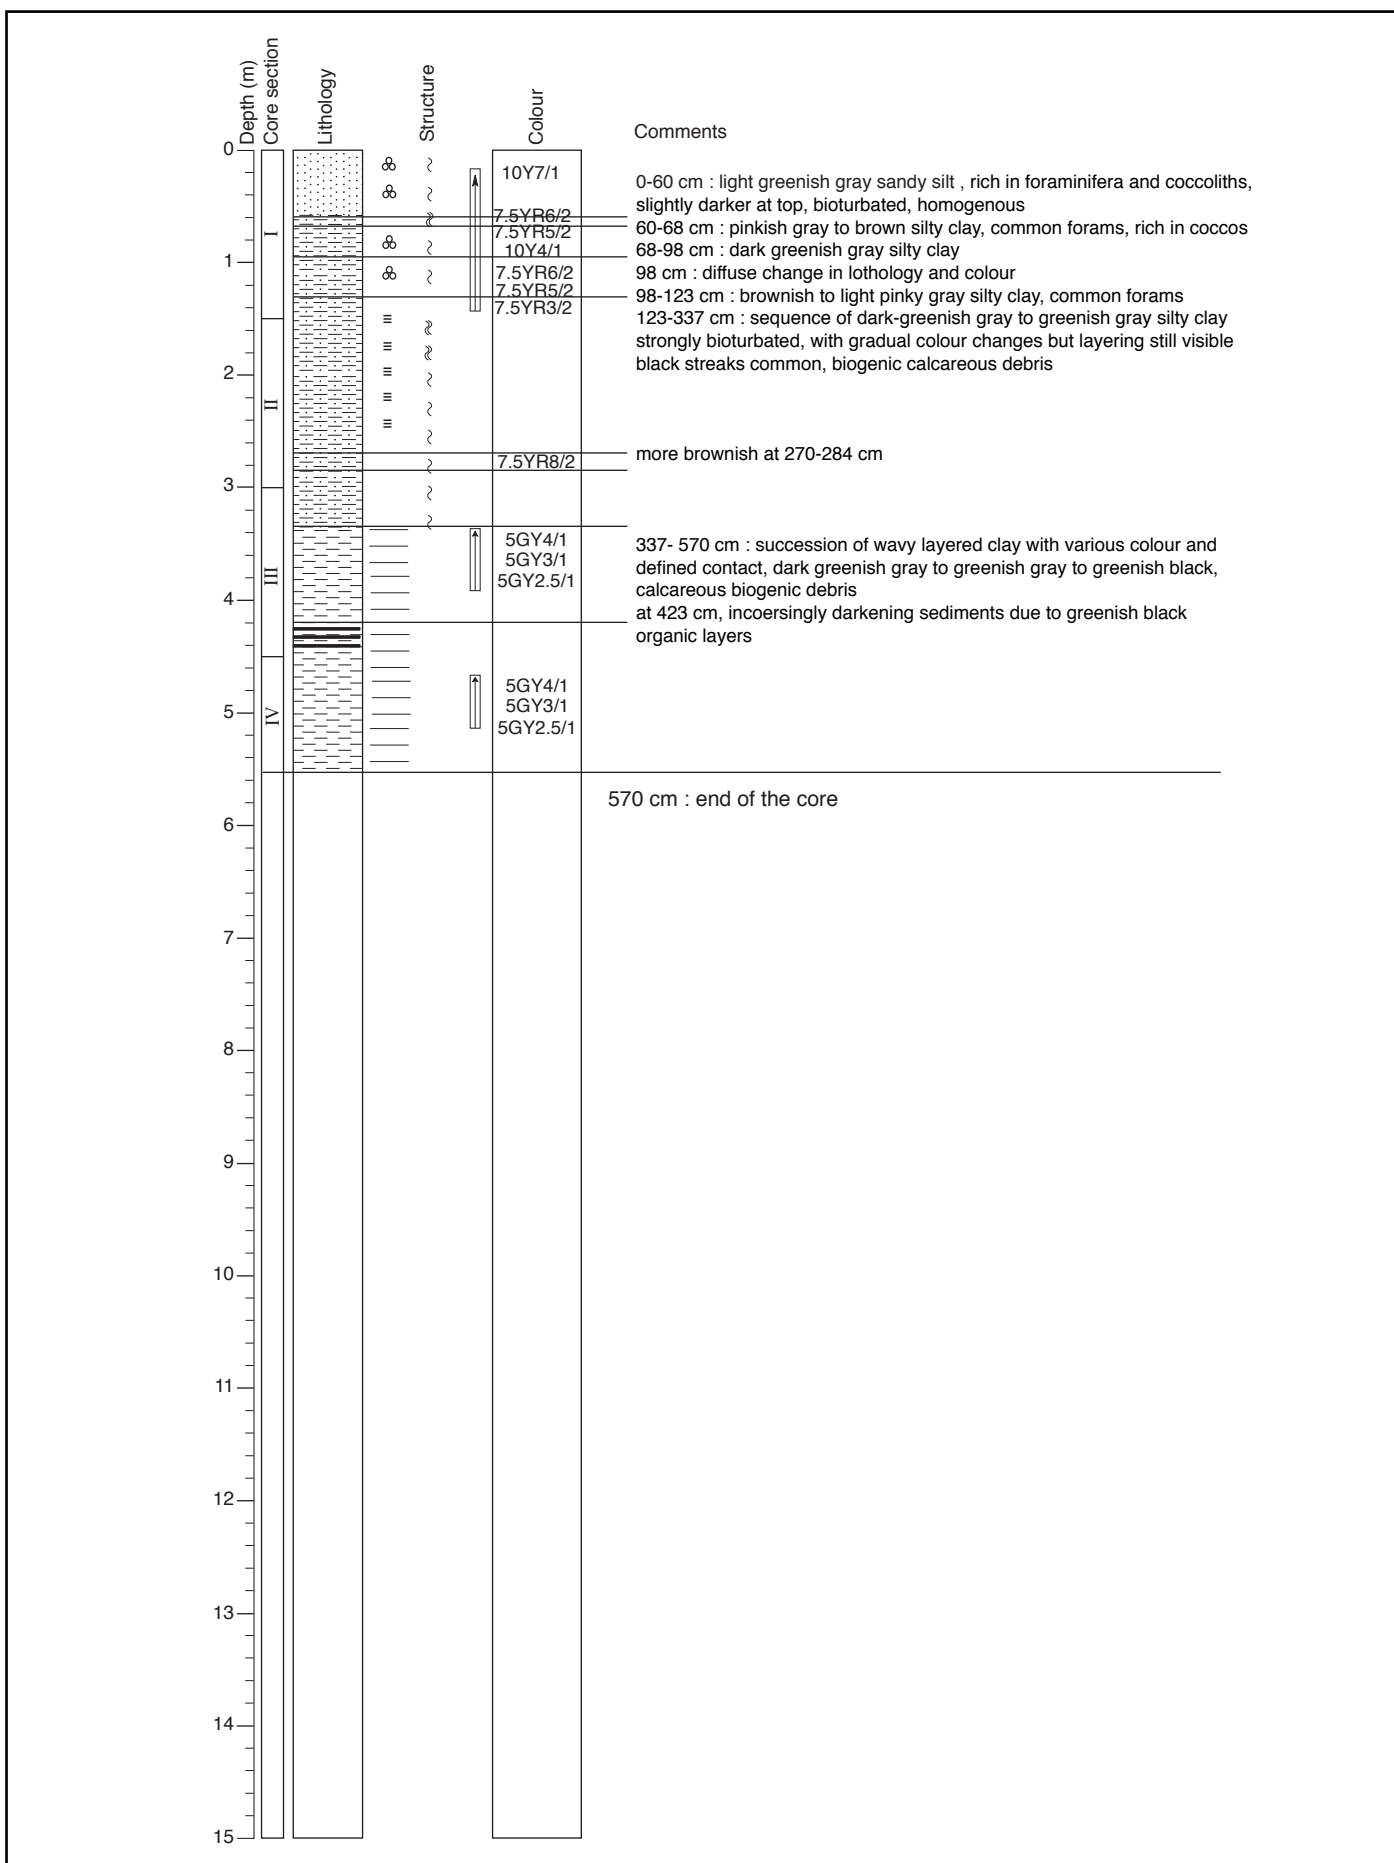 Depth (m)
Core section
Lithology
Structure
Colour
Comments
0
1
2
3
4
5
6
7
8
9
10
11
12
13
14
15
I
II
III
IV
10Y7/1
7.5YR6/2
7.5YR5/2
10Y4/1
7.5YR6/2
7.5YR5/2
7.5YR3/2
7.5YR8/2
5GY4/1
5GY3/1
5GY2.5/1
5GY4/1
5GY3/1
5GY2.5/1
0-60 cm : light greenish gray sandy silt , rich in foraminifera and coccoliths,
slightly darker at top, bioturbated, homogenous
60-68 cm : pinkish gray to brown silty clay, common forams, rich in coccos
68-98 cm : dark greenish gray silty clay
98 cm : diffuse change in lothology and colour
98-123 cm : brownish to light pinky gray silty clay, common forams
123-337 cm : sequence of dark-greenish gray to greenish gray silty clay
strongly bioturbated, with gradual colour changes but layering still visible
black streaks common, biogenic calcareous debris
more brownish at 270-284 cm
337- 570 cm : succession of wavy layered clay with various colour and
defined contact, dark greenish gray to greenish gray to greenish black,
calcareous biogenic debris
at 423 cm, incoersingly darkening sediments due to greenish black
organic layers
570 cm : end of the core